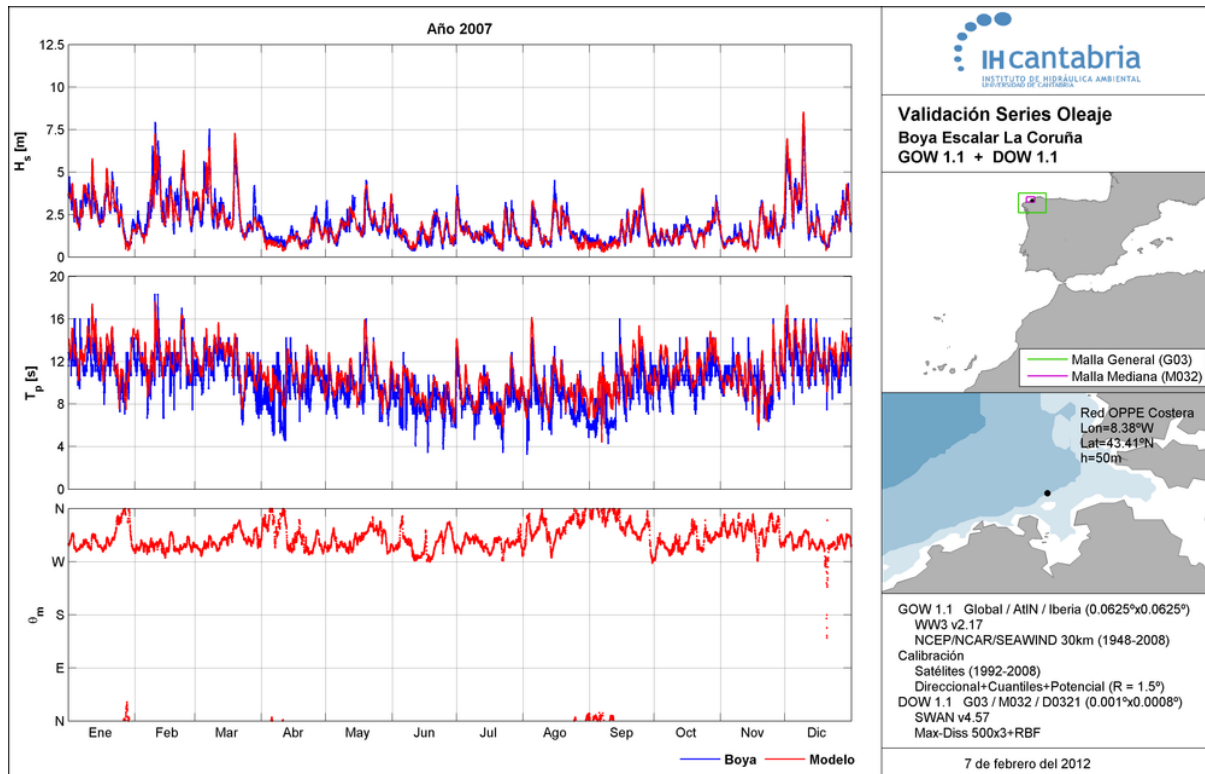 Año 2007
12.5
10
7.5
5
2.5
0
Hs [m]
20
16
12
8
4
0
Tp [s]
N
W
S
E
N
θm
Ene Feb Mar Abr May Jun Jul Ago Sep Oct Nov Dic
Boya Modelo
IHcantabria
INSTITUTO DE HIDRÁULICA AMBIENTAL
UNIVERSIDAD DE CANTABRIA
Validación Series Oleaje
Boya Escalar La Coruña
GOW 1.1 + DOW 1.1
Malla General (G03)
Malla Mediana (M032)
Red OPPE Costera
Lon=8.38ºW
Lat=43.41ºN
h=50m
GOW 1.1 Global / AtlN / Iberia (0.0625ºx0.0625º)
WW3 v2.17
NCEP/NCAR/SEAWIND 30km (1948-2008)
Calibración
Satélites (1992-2008)
Direccional+Cuantiles+Potencial (R = 1.5º)
DOW 1.1 G03 / M032 / D0321 (0.001ºx0.0008º)
SWAN v4.57
Max-Diss 500x3+RBF
7 de febrero del 2012